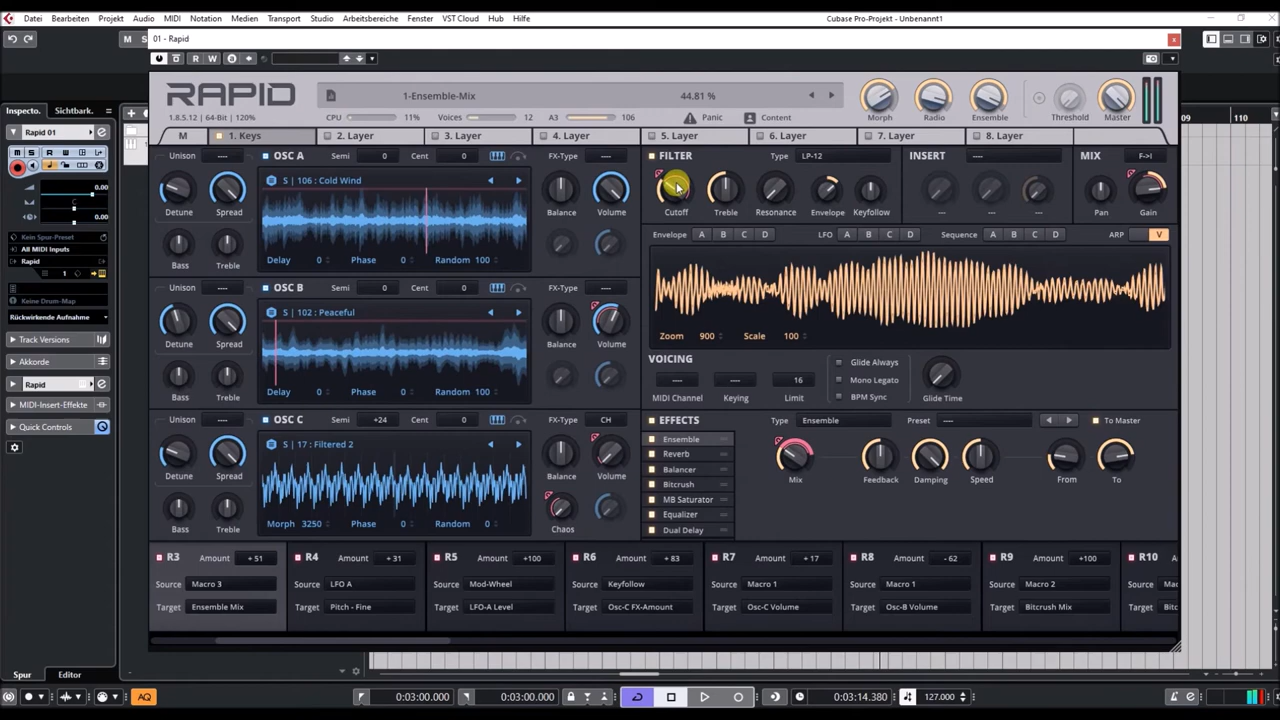 Datei Bearbeiten Projekt Audio MIDI Notation Medien Transport Studio Arbeitsbereiche Fenster VST Cloud Hub Hilfe Cubase Pro-Projekt - Unbenannt1
01 - Rapid
M
R W
RAPID
1-Ensemble-Mix 44.81 %
Morph Radio Ensemble Threshold Master
1.8.5.12 / 64-Bit | 120% CPU 11% Voices 12 A3 106 Panic Content
Inspecto. Sichtbark.
09 110
Rapid 01
M 1. Keys 2. Layer 3. Layer 4. Layer 5. Layer 6. Layer 7. Layer 8. Layer
M S R W
0.00
C
0.00
Kein Spur-Preset
All MIDI Inputs
Rapid
1
Keine Drum-Map
Rückwirkende Aufnahme
Track Versions
Akkorde
Rapid
MIDI-Insert-Effekte
Quick Controls
Unison ---- OSC A Semi 0 Cent 0 FX-Type ----
S | 106 : Cold Wind
Detune Spread Balance Volume
Bass Treble
Delay 0 Phase 0 Random 100
Unison ---- OSC B Semi 0 Cent 0 FX-Type ----
S | 102 : Peaceful
Detune Spread Balance Volume
Bass Treble
Delay 0 Phase 0 Random 100
Unison ---- OSC C Semi +24 Cent 0 FX-Type CH
S | 17 : Filtered 2
Detune Spread Balance Volume
Bass Treble Chaos
Morph 3250 Phase 0 Random 0
FILTER Type LP-12 INSERT ---- MIX F->I
Cutoff Treble Resonance Envelope Keyfollow --- --- --- Pan Gain
Envelope A B C D LFO A B C D Sequence A B C D ARP V
Zoom 900 Scale 100
VOICING
---- ---- 16
MIDI Channel Keying Limit
Glide Always
Mono Legato
BPM Sync
Glide Time
EFFECTS Type Ensemble Preset ---- To Master
Ensemble
Reverb
Balancer
Bitcrush
MB Saturator
Equalizer
Dual Delay
Mix Feedback Damping Speed From To
R3 Amount + 51 R4 Amount + 31 R5 Amount +100 R6 Amount + 83 R7 Amount + 17 R8 Amount - 62 R9 Amount +100 R10
Source Macro 3 Source LFO A Source Mod-Wheel Source Keyfollow Source Macro 1 Source Macro 1 Source Macro 2 Source
Target Ensemble Mix Target Pitch - Fine Target LFO-A Level Target Osc-C FX-Amount Target Osc-C Volume Target Osc-B Volume Target Bitcrush Mix Target
Spur Editor
AQ 0:03:00.000 0:03:00.000 0:03:14.380 127.000